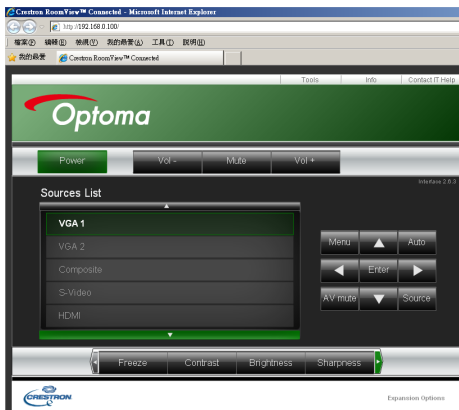 Crestron RoomView™ Connected - Microsoft Internet Explorer
http://192.168.0.100/
檔案(F) 編輯(E) 檢視(V) 我的最愛(A) 工具(T) 說明(H)
我的最愛 Crestron RoomView™ Connected
Tools Info Contact IT Help
Optoma
Power Vol - Mute Vol +
Interface 2.6.3
Sources List
VGA 1
VGA 2
Composite
S-Video
HDMI
Menu Auto
Enter
AV mute Source
Freeze Contrast Brightness Sharpness
CRESTRON
Expansion Options